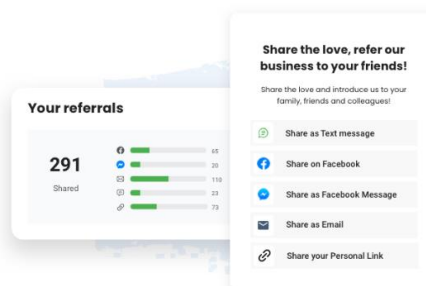 Your referrals
291
Shared
65
20
110
23
73
Share the love, refer our
business to your friends!
Share the love and introduce us to your
family, friends and colleagues!
Share as Text message
Share on Facebook
Share as Facebook Message
Share as Email
Share your Personal Link